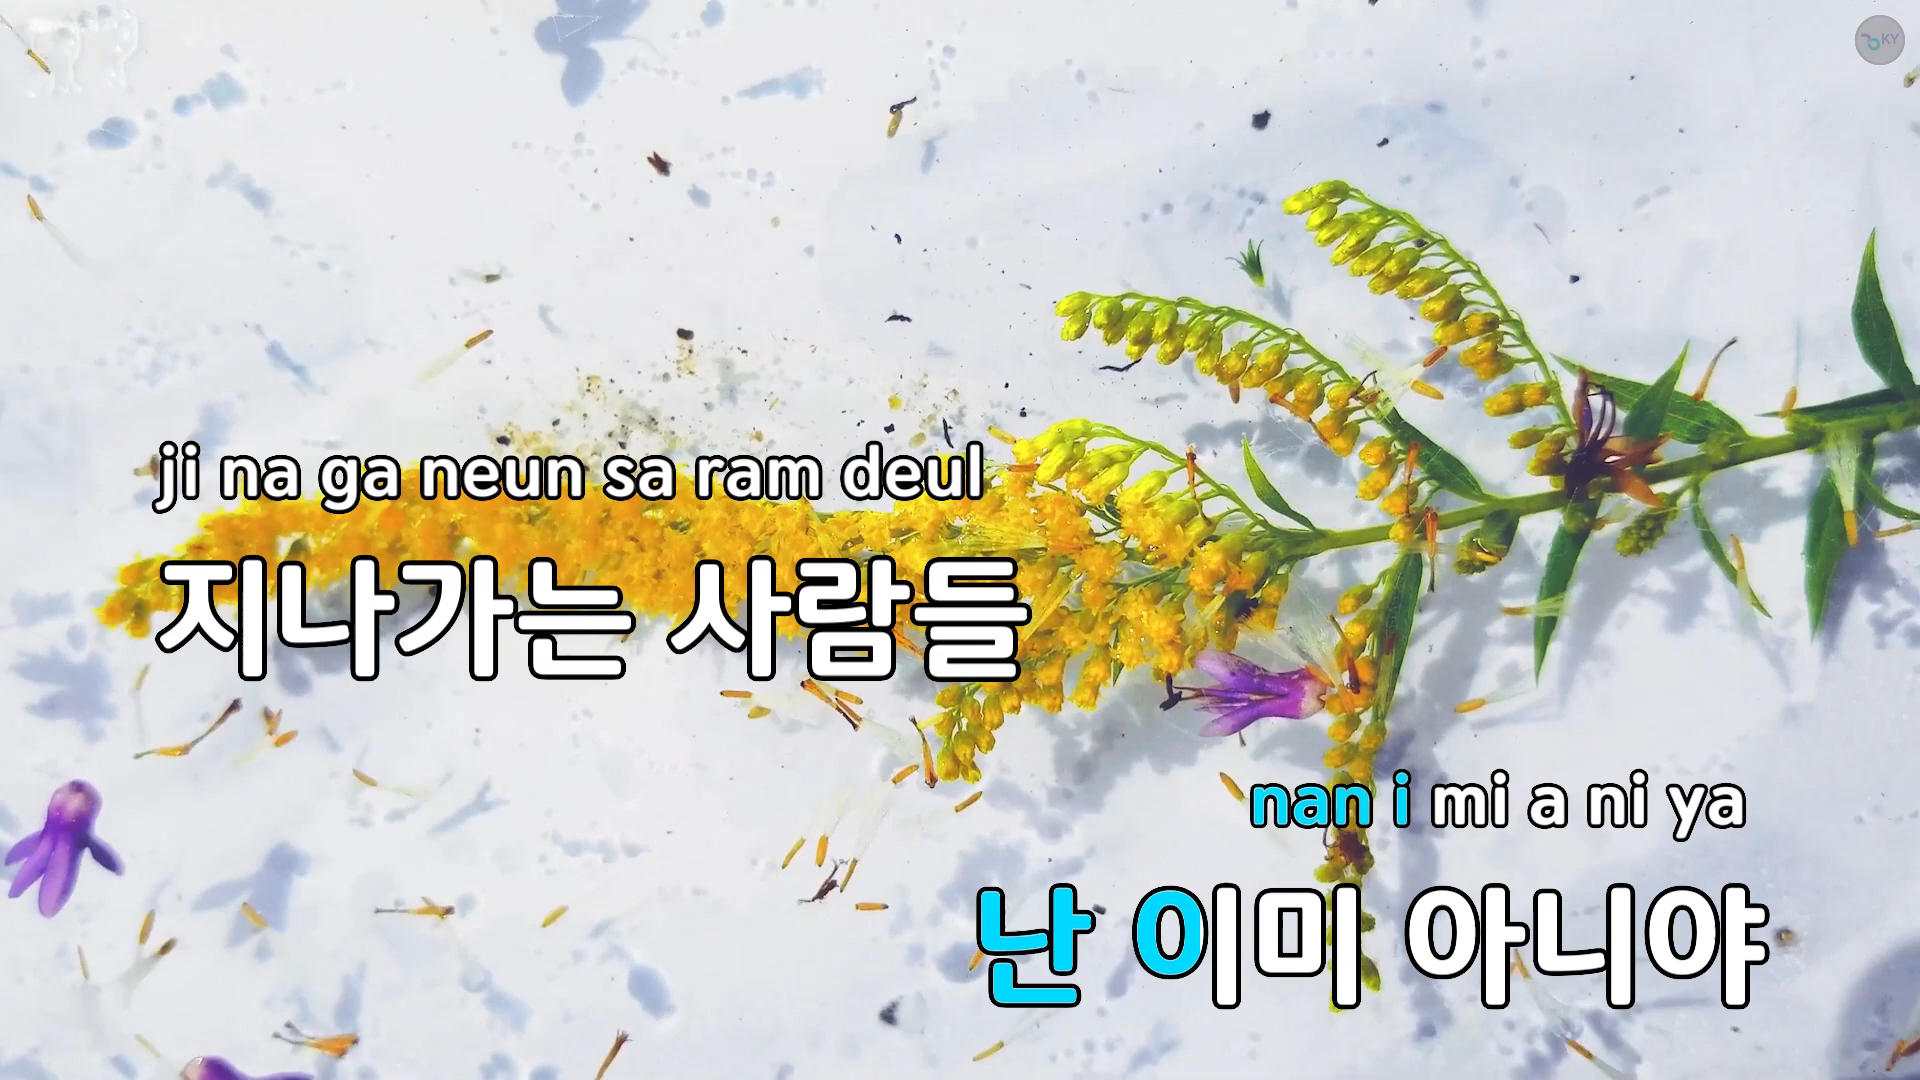 KY
ji na ga neun sa ram deul
지나가는 사람들
nan i mi a ni ya
난 이미 아니야